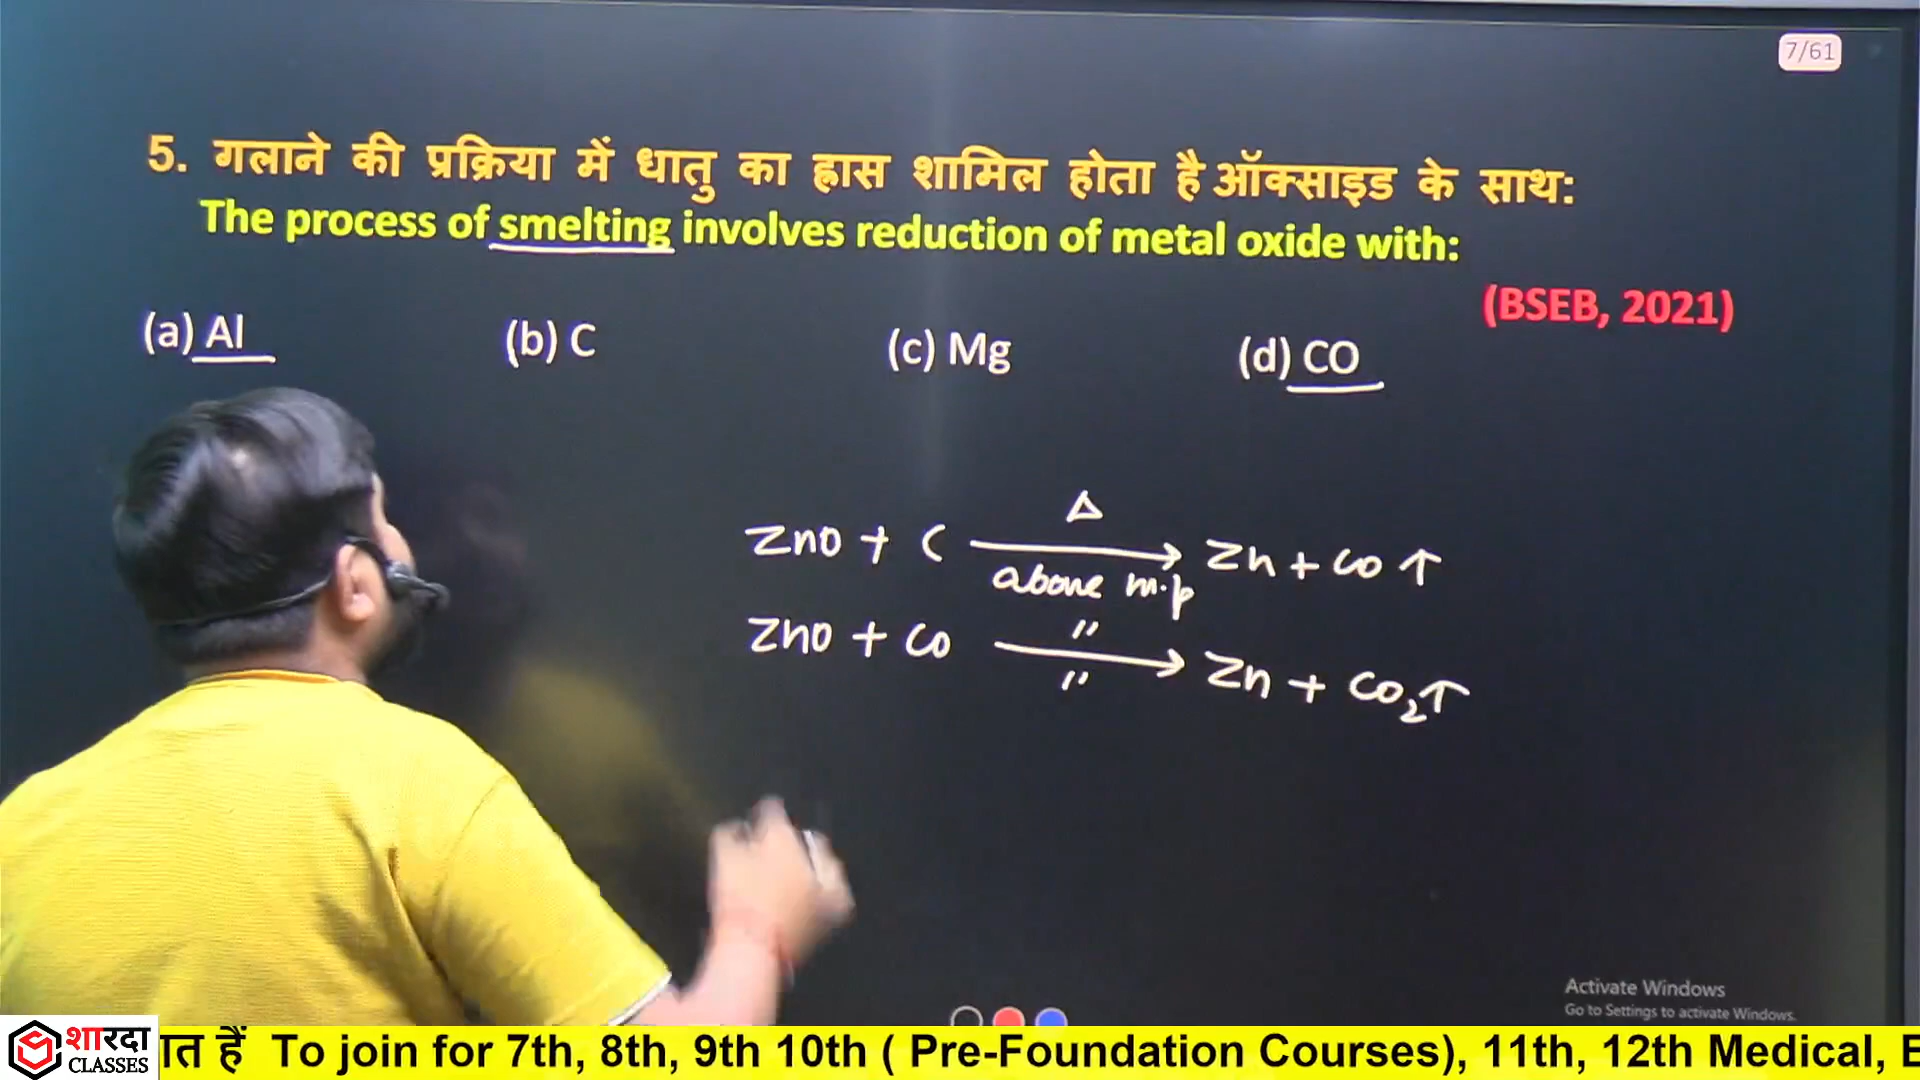 7/61
5. गलाने की प्रक्रिया में धातु का ह्रास शामिल होता है ऑक्साइड के साथ:
The process of smelting involves reduction of metal oxide with:
(BSEB, 2021)
(a) Al (b) C (c) Mg (d) CO
Δ
ZnO + C → Zn + CO ↑
above m.p
ZnO + CO → Zn + CO₂↑
"
"
Activate Windows
Go to Settings to activate Windows.
शारदा
CLASSES
ात हैं To join for 7th, 8th, 9th 10th ( Pre-Foundation Courses), 11th, 12th Medical, E